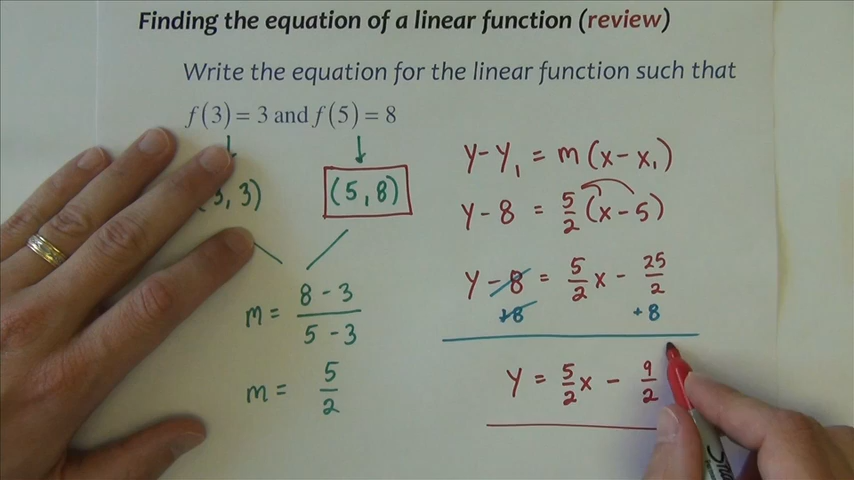 Finding the equation of a linear function (review)
Write the equation for the linear function such that
f(3) = 3 and f(5) = 8
3, 3)
(5, 8)
m = 8 - 3 / 5 - 3
m = 5/2
y - y₁ = m(x - x₁)
y - 8 = 5/2(x - 5)
y - 8 = 5/2x - 25/2
+8 +8
y = 5/2x - 9/2